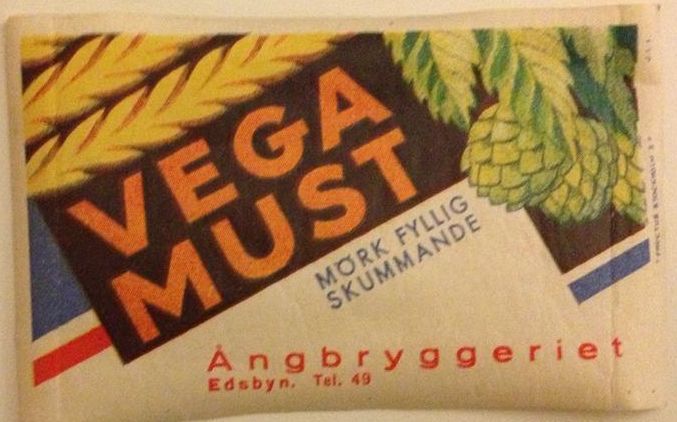 VEGA
MUST
MÖRK FYLLIG
SKUMMANDE
Ångbryggeriet
Edsbyn. Tel. 49